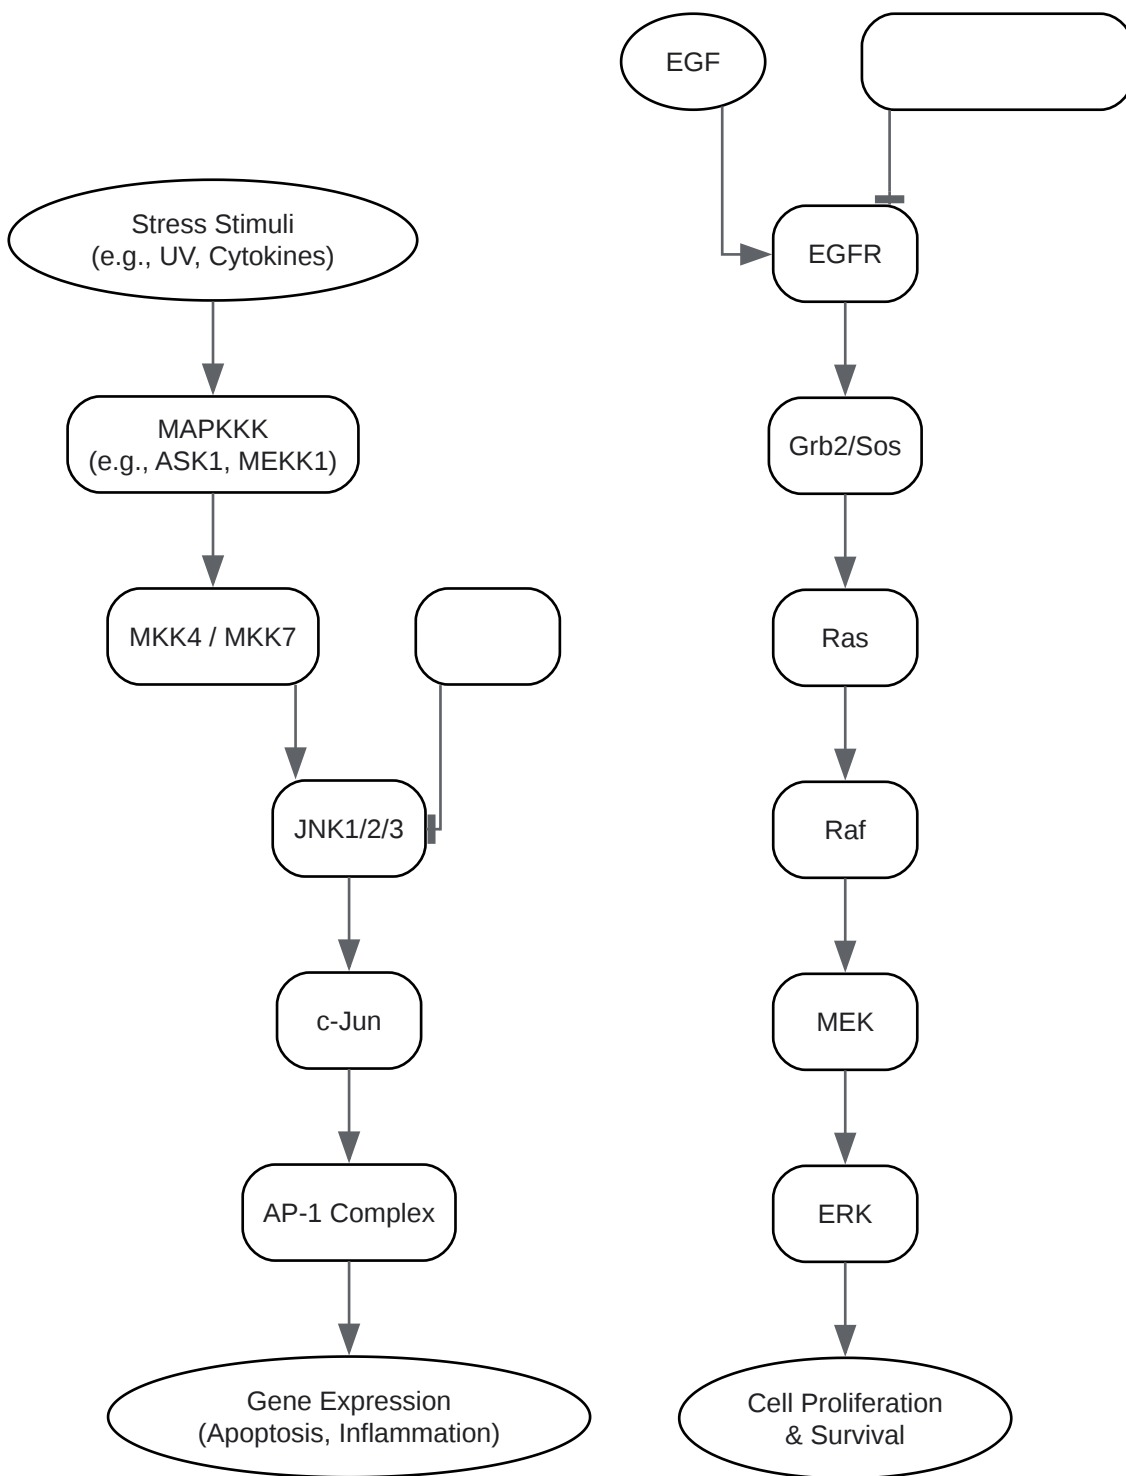 EGF
Stress Stimuli
(e.g., UV, Cytokines)
EGFR
MAPKKK
(e.g., ASK1, MEKK1)
Grb2/Sos
MKK4 / MKK7
Ras
JNK1/2/3
Raf
c-Jun
MEK
AP-1 Complex
ERK
Gene Expression
(Apoptosis, Inflammation)
Cell Proliferation
& Survival